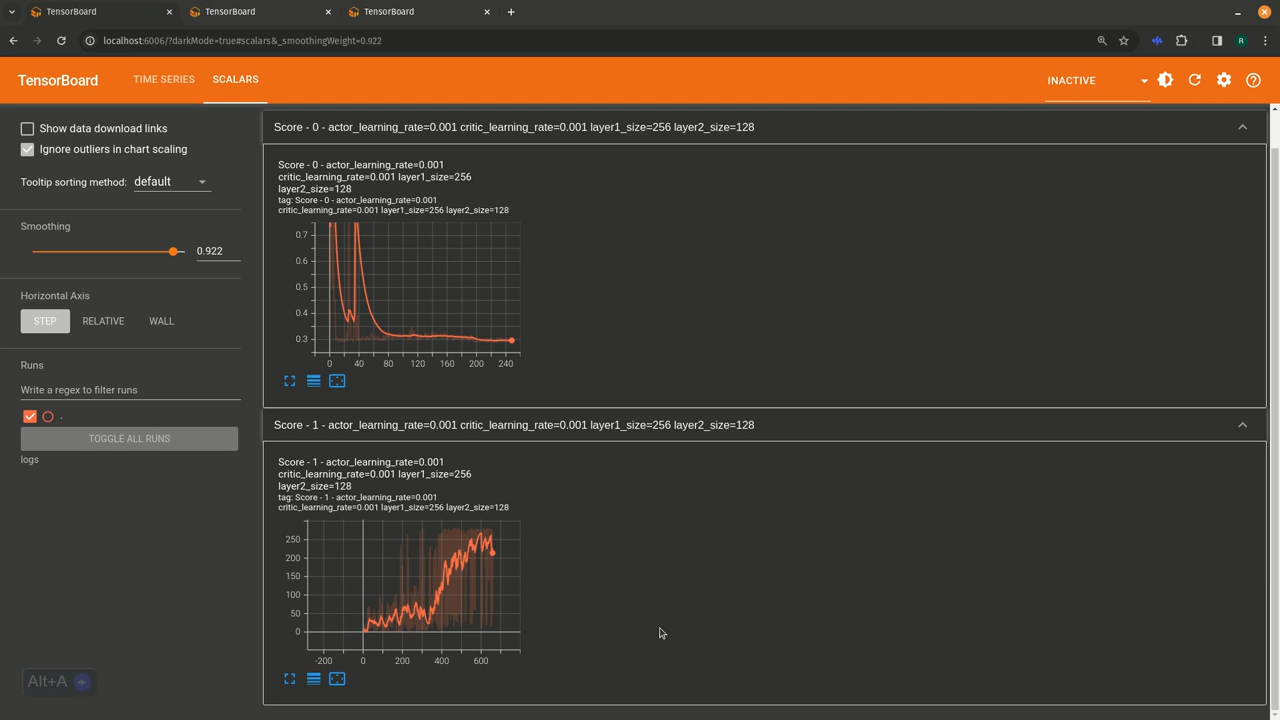 TensorBoard
TensorBoard
TensorBoard
localhost:6006/?darkMode=true#scalars&_smoothingWeight=0.922
R
TensorBoard
TIME SERIES
SCALARS
INACTIVE
Show data download links
Ignore outliers in chart scaling
Tooltip sorting method: default
Smoothing
0.922
Horizontal Axis
STEP
RELATIVE
WALL
Runs
Write a regex to filter runs
.
TOGGLE ALL RUNS
logs
Alt+A
Score - 0 - actor_learning_rate=0.001 critic_learning_rate=0.001 layer1_size=256 layer2_size=128
Score - 0 - actor_learning_rate=0.001
critic_learning_rate=0.001 layer1_size=256
layer2_size=128
tag: Score - 0 - actor_learning_rate=0.001
critic_learning_rate=0.001 layer1_size=256 layer2_size=128
0.7
0.6
0.5
0.4
0.3
0 40 80 120 160 200 240
Score - 1 - actor_learning_rate=0.001 critic_learning_rate=0.001 layer1_size=256 layer2_size=128
Score - 1 - actor_learning_rate=0.001
critic_learning_rate=0.001 layer1_size=256
layer2_size=128
tag: Score - 1 - actor_learning_rate=0.001
critic_learning_rate=0.001 layer1_size=256 layer2_size=128
250
200
150
100
50
0
-200 0 200 400 600